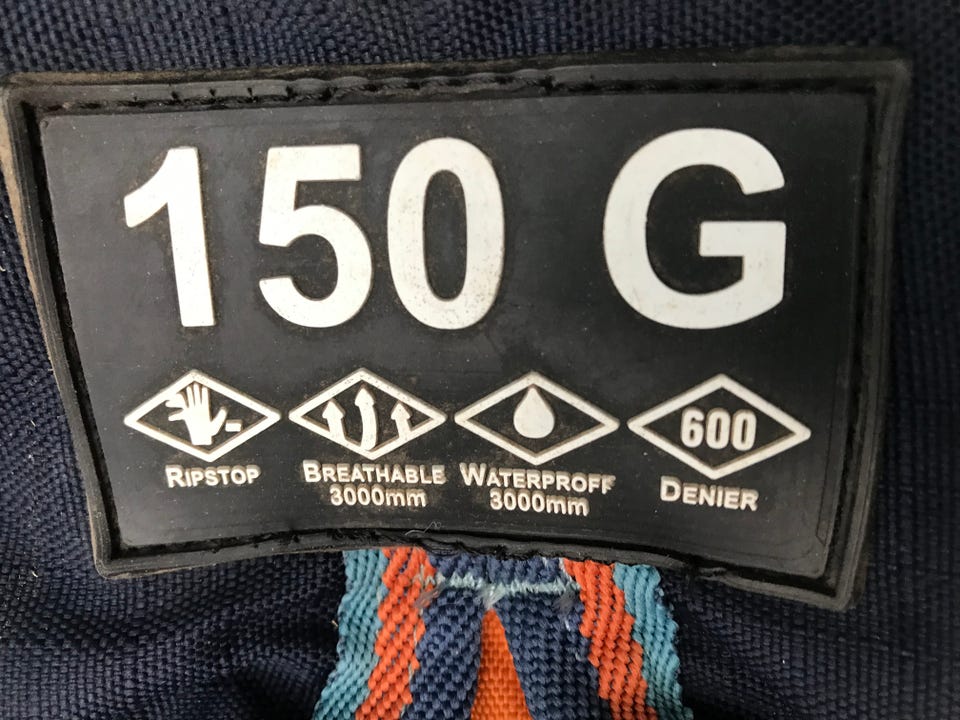 150 G
600
RIPSTOP
BREATHABLE
3000mm
WATERPROFF
3000mm
DENIER